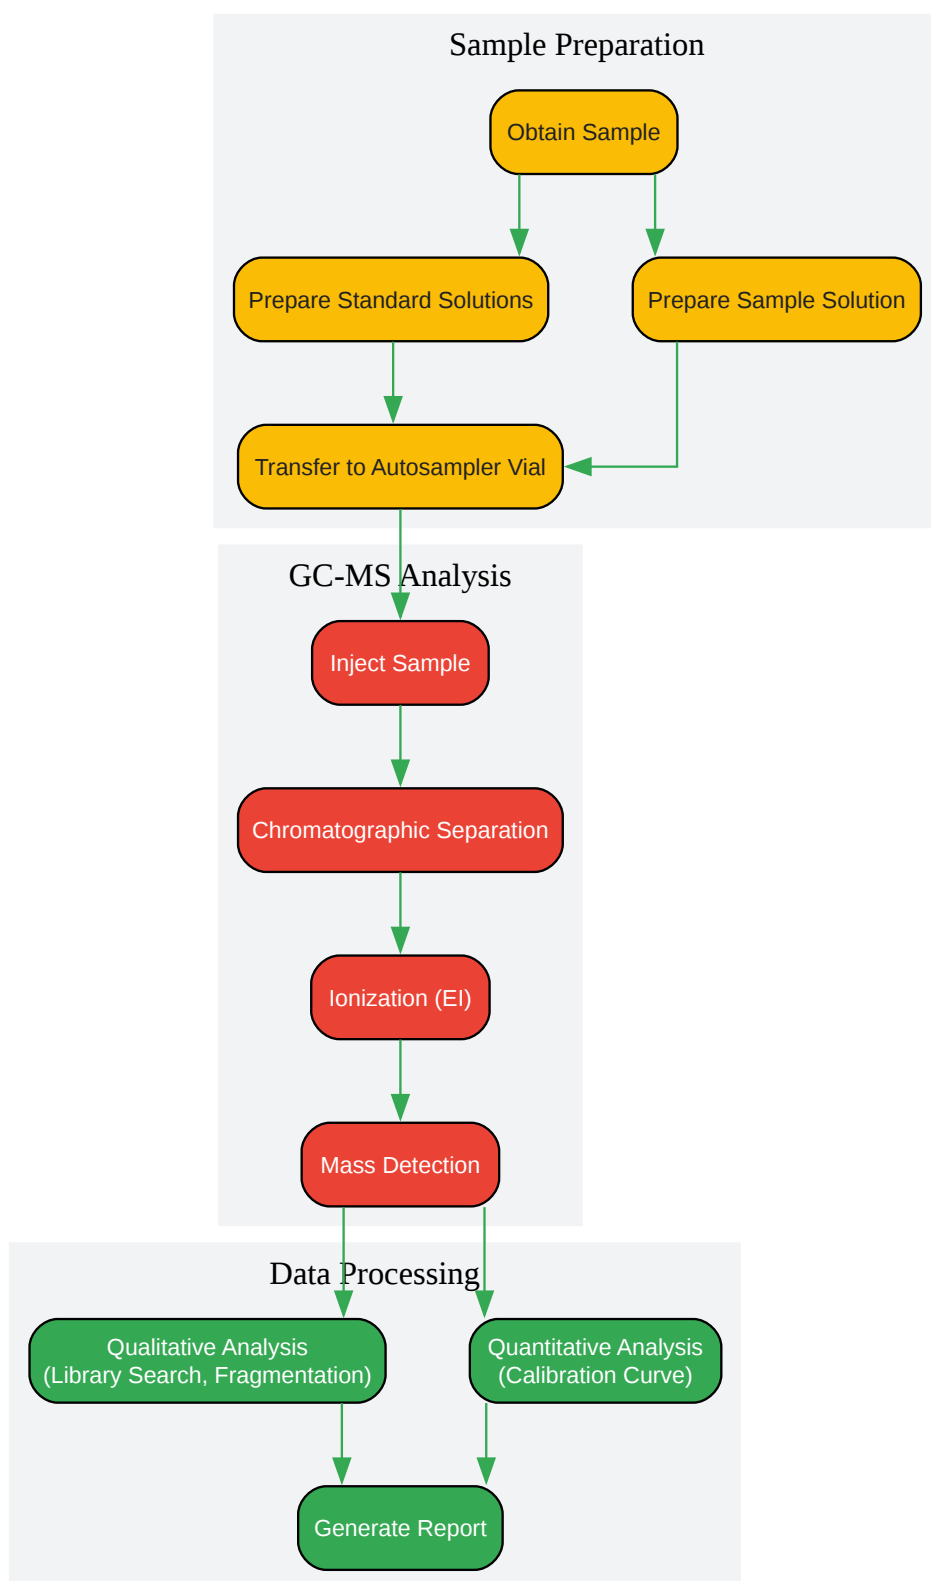 Sample Preparation
Obtain Sample
Prepare Standard Solutions
Prepare Sample Solution
Transfer to Autosampler Vial
GC-MS Analysis
Inject Sample
Chromatographic Separation
Ionization (EI)
Mass Detection
Data Processing
Qualitative Analysis
(Library Search, Fragmentation)
Quantitative Analysis
(Calibration Curve)
Generate Report